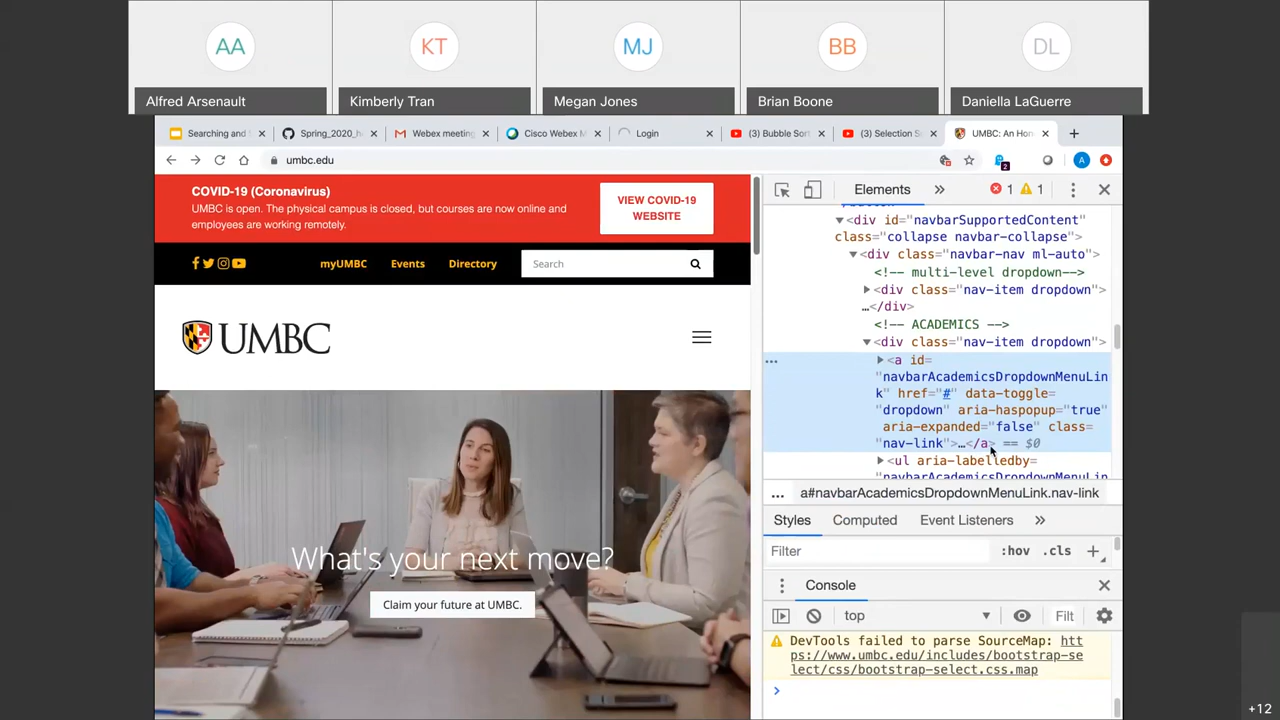 AA
KT
MJ
BB
DL
Alfred Arsenault
Kimberly Tran
Megan Jones
Brian Boone
Daniella LaGuerre
Searching and
Spring_2020_h
Webex meeting
Cisco Webex M
Login
(3) Bubble Sor
(3) Selection S
UMBC: An Hon
umbc.edu
2
A
COVID-19 (Coronavirus)
UMBC is open. The physical campus is closed, but courses are now online and
employees are working remotely.
VIEW COVID-19
WEBSITE
myUMBC
Events
Directory
Search
UMBC
What's your next move?
Claim your future at UMBC.
Elements
» 1 1
<div id="navbarSupportedContent"
class="collapse navbar-collapse">
<div class="navbar-nav ml-auto">
<!-- multi-level dropdown-->
<div class="nav-item dropdown">
…</div>
<!-- ACADEMICS -->
<div class="nav-item dropdown">
<a id=
"navbarAcademicsDropdownMenuLin
k" href="#" data-toggle=
"dropdown" aria-haspopup="true"
aria-expanded="false" class=
"nav-link">…</a> == $0
<ul aria-labelledby=
"navbarAcademicsDropdownMenuLin
... a#navbarAcademicsDropdownMenuLink.nav-link
Styles Computed Event Listeners »
Filter :hov .cls +
Console
top Filt
DevTools failed to parse SourceMap: htt
ps://www.umbc.edu/includes/bootstrap-se
lect/css/bootstrap-select.css.map
>
+12